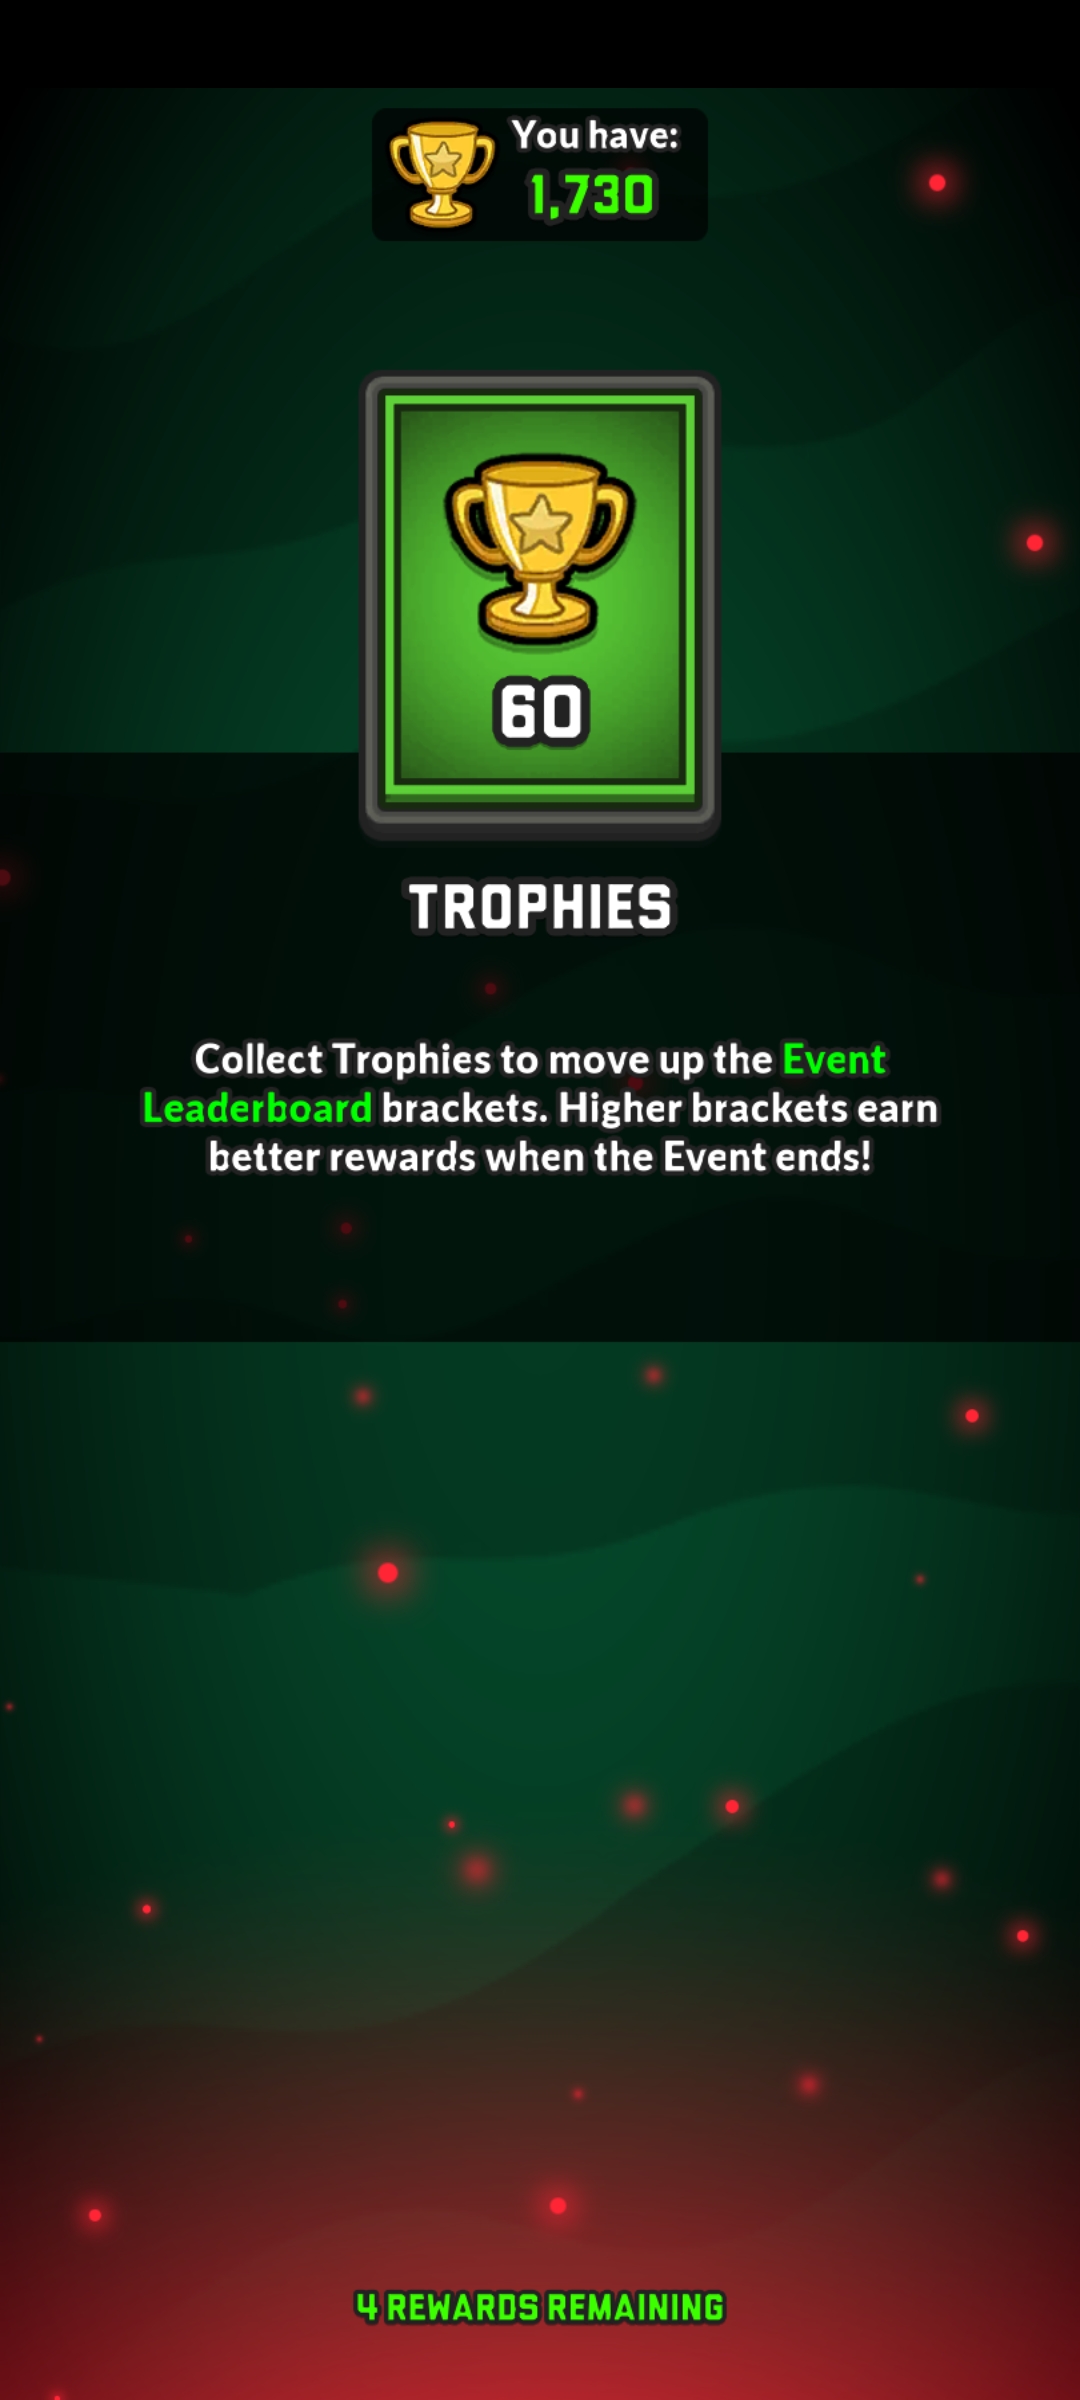 You have:
1,730
60
TROPHIES
Collect Trophies to move up the Event
Leaderboard brackets. Higher brackets earn
better rewards when the Event ends!
4 REWARDS REMAINING